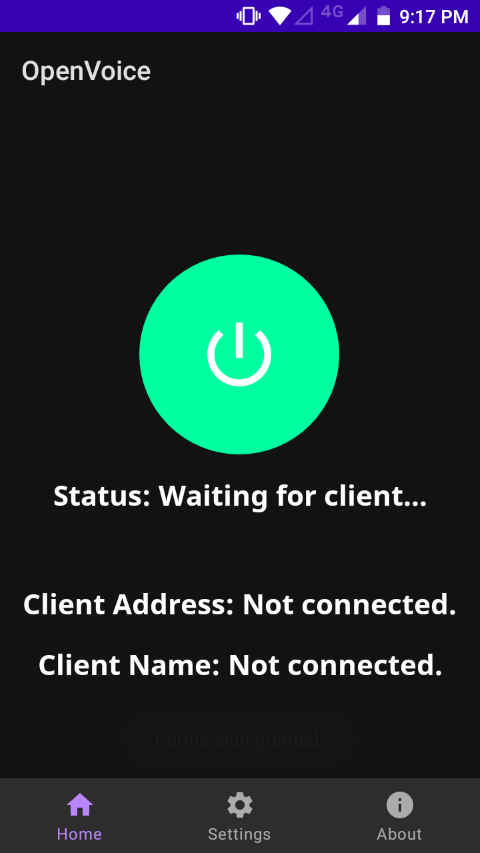 4G 9:17 PM
OpenVoice
Status: Waiting for client...
Client Address: Not connected.
Client Name: Not connected.
Permission granted.
Home Settings About